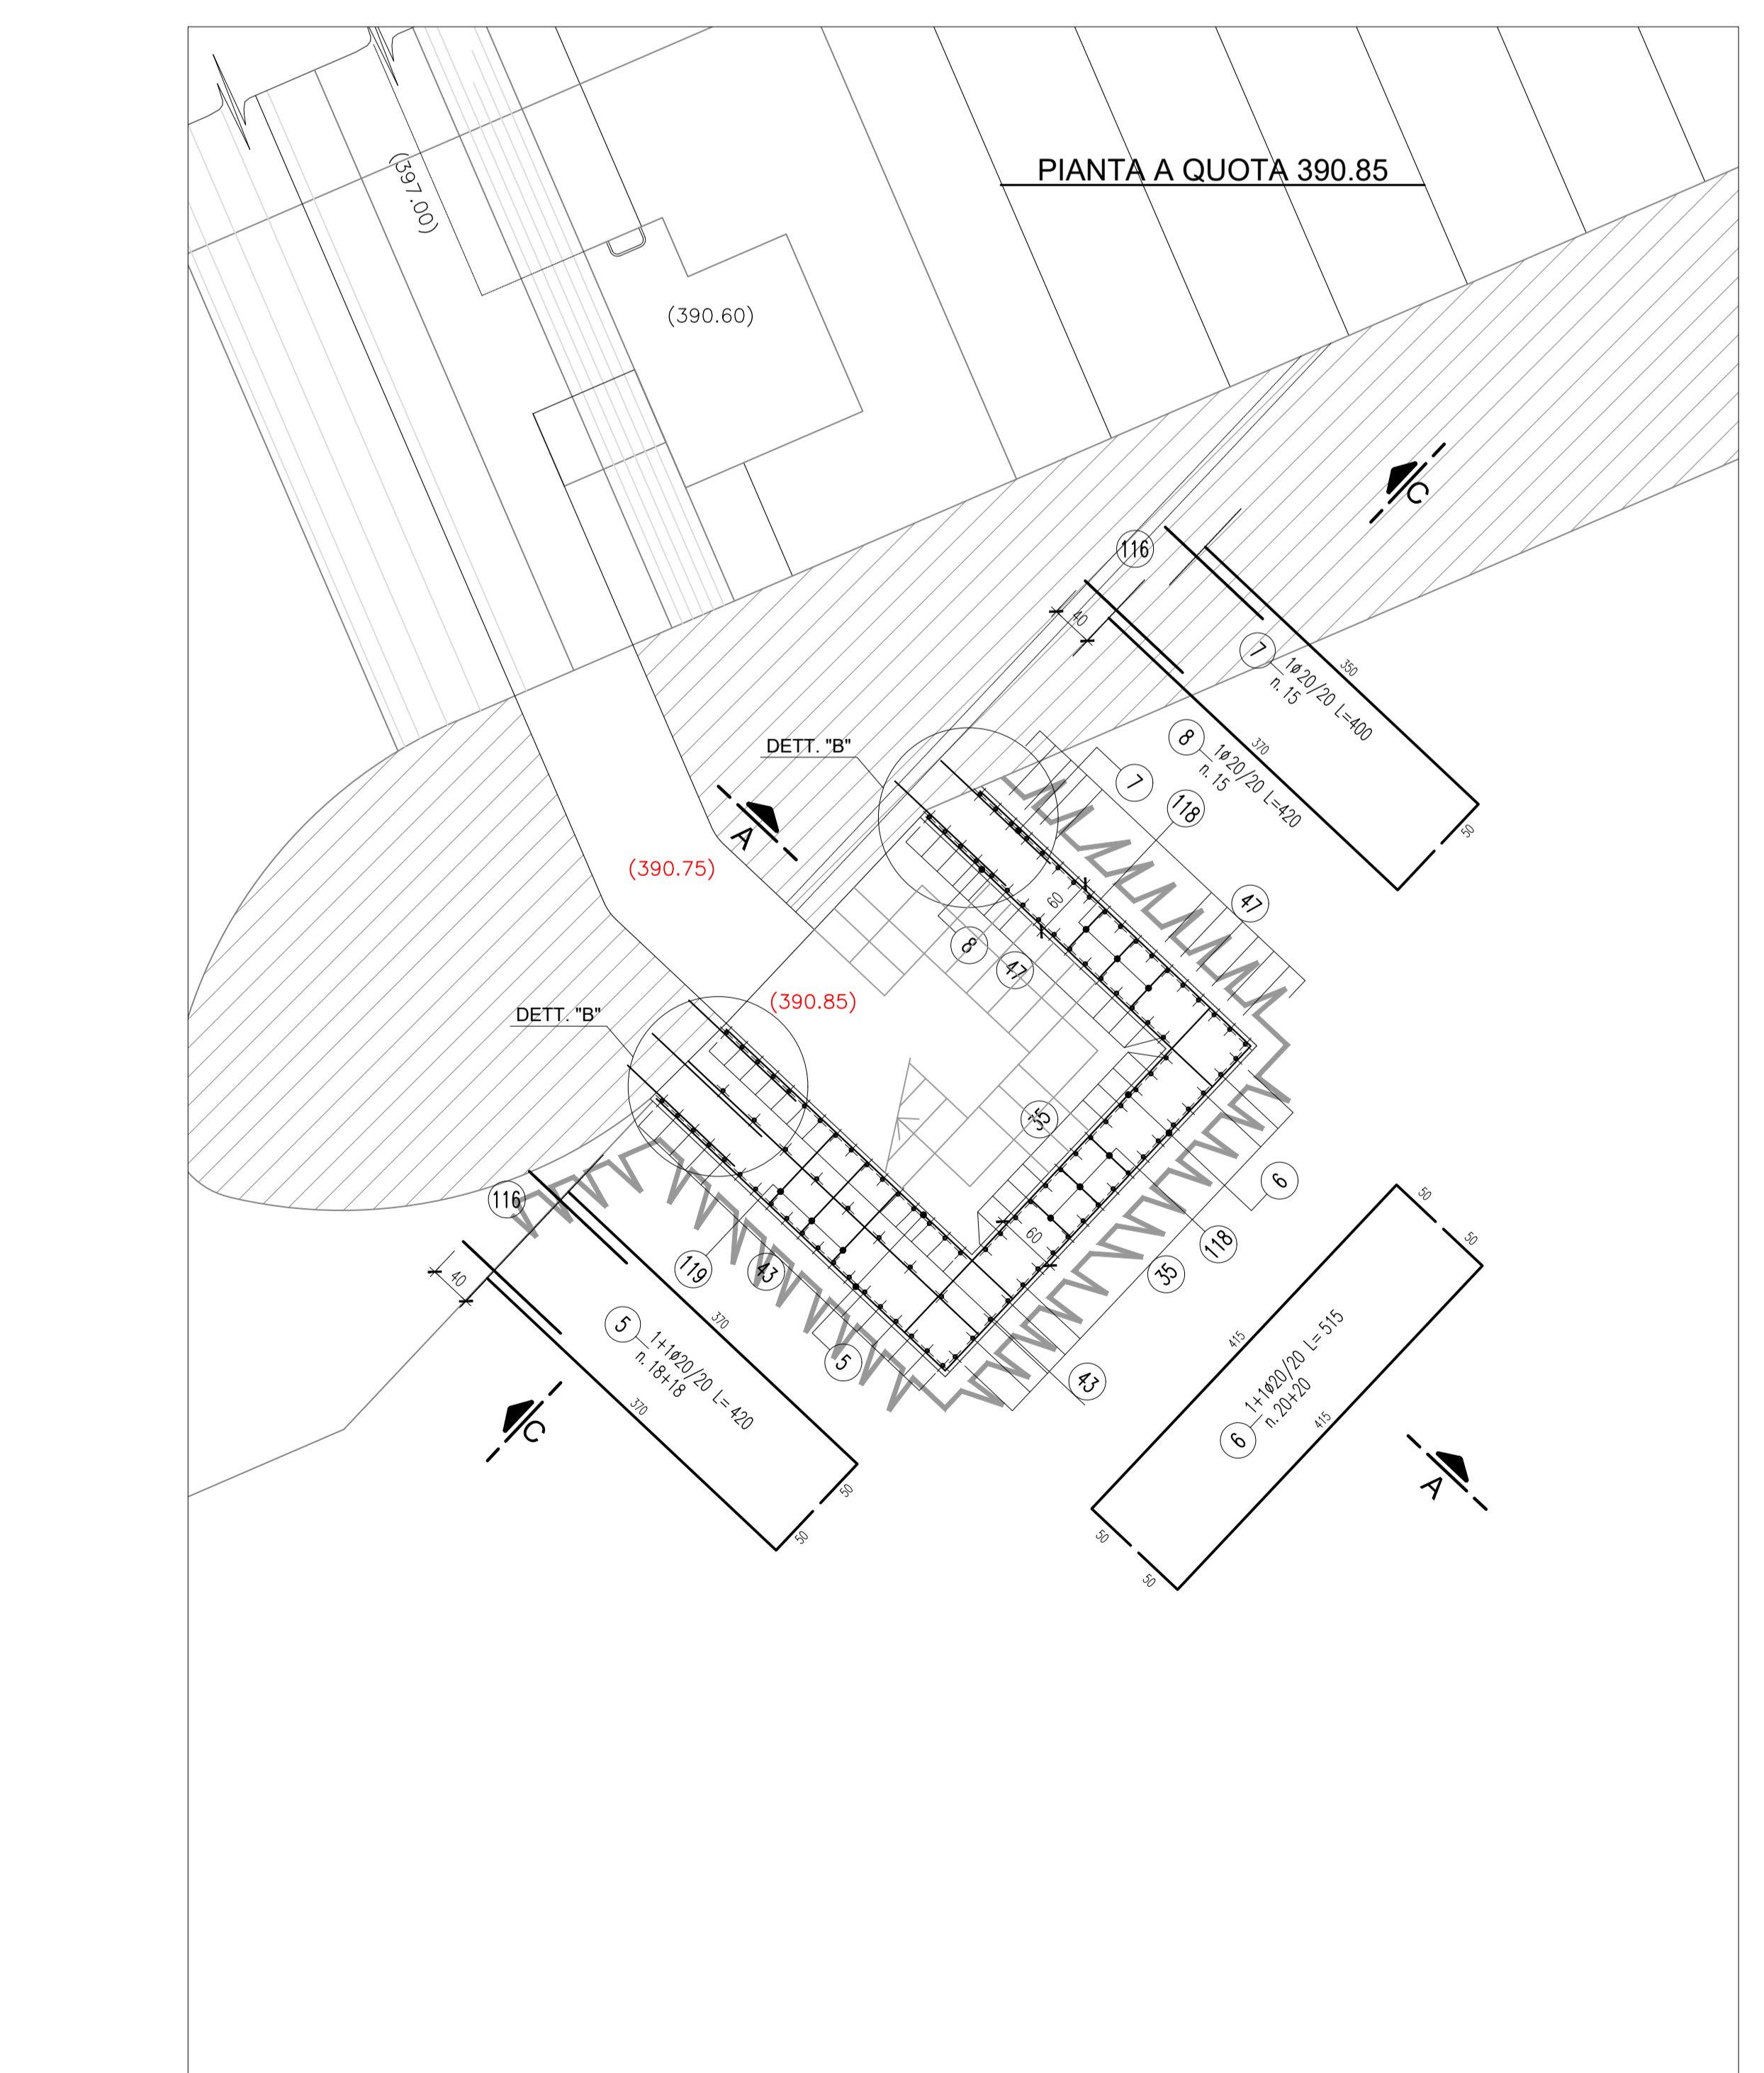 PIANTA A QUOTA 390.85
(397.00)
(390.60)
C
116
40
7
1ø20/20 L=400
n. 15
350
8
1ø20/20 L=420
n. 15
370
50
DETT. "B"
A
(390.75)
7
118
47
60
8
47
(390.85)
DETT. "B"
35
6
60
118
35
119
43
5
43
116
40
5
1+1ø20/20 L= 420
n. 18+18
370
370
50
50
C
50
50
415
6
1+1ø20/20 L= 515
n. 20+20
415
50
50
A